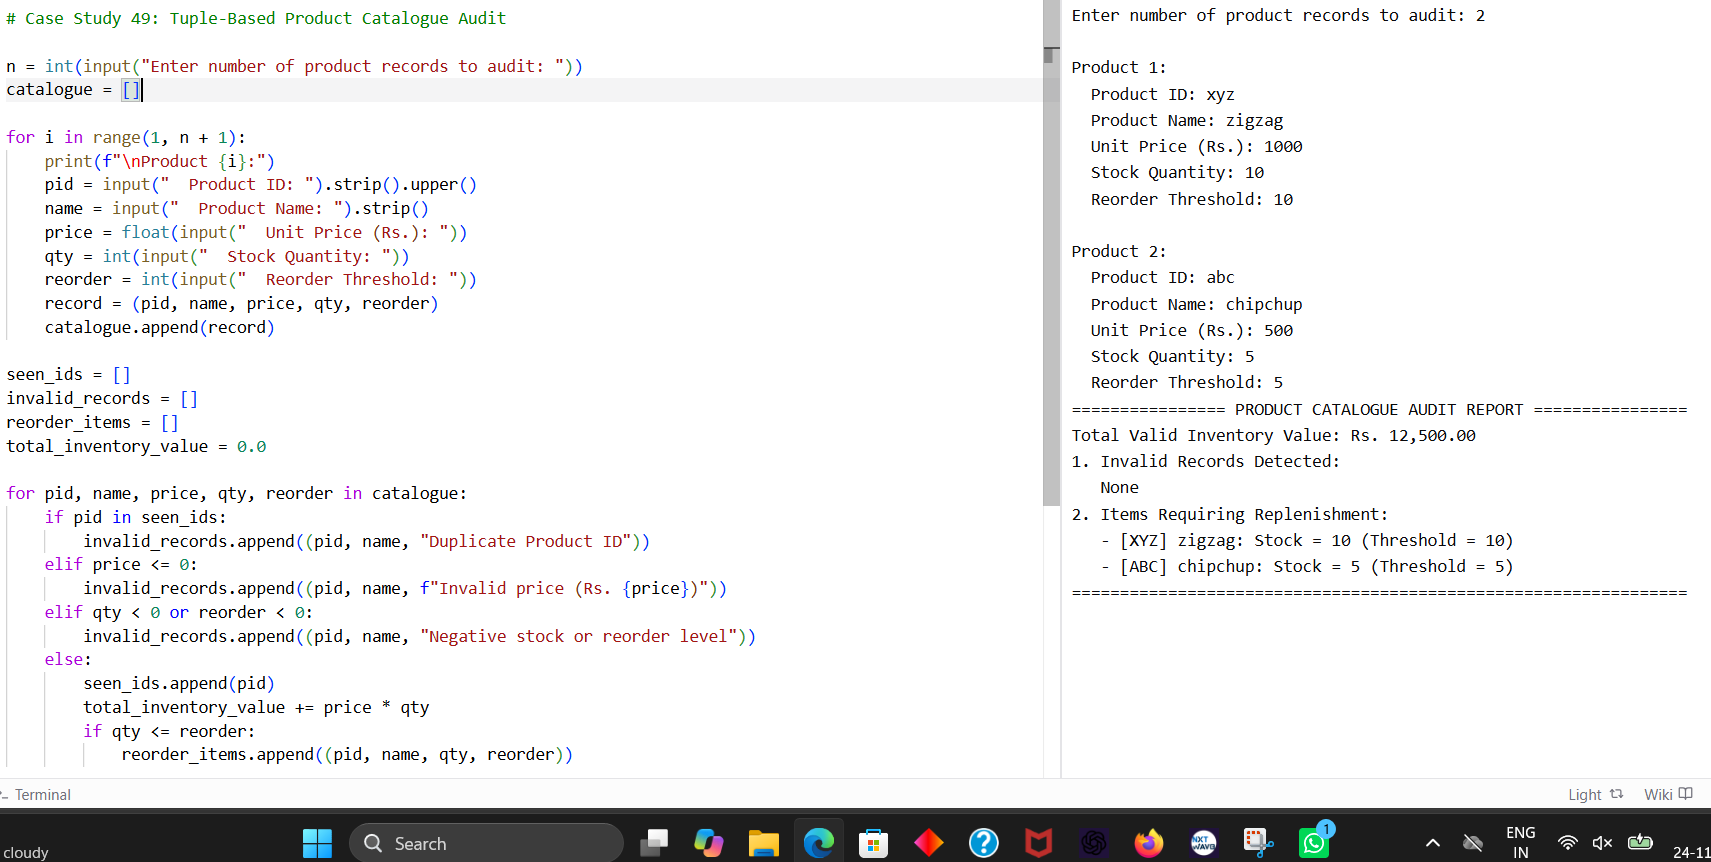 # Case Study 49: Tuple-Based Product Catalogue Audit
n = int(input("Enter number of product records to audit: "))
catalogue = []
for i in range(1, n + 1):
    print(f"\nProduct {i}:")
    pid = input("  Product ID: ").strip().upper()
    name = input("  Product Name: ").strip()
    price = float(input("  Unit Price (Rs.): "))
    qty = int(input("  Stock Quantity: "))
    reorder = int(input("  Reorder Threshold: "))
    record = (pid, name, price, qty, reorder)
    catalogue.append(record)
seen_ids = []
invalid_records = []
reorder_items = []
total_inventory_value = 0.0
for pid, name, price, qty, reorder in catalogue:
    if pid in seen_ids:
        invalid_records.append((pid, name, "Duplicate Product ID"))
    elif price <= 0:
        invalid_records.append((pid, name, f"Invalid price (Rs. {price})"))
    elif qty < 0 or reorder < 0:
        invalid_records.append((pid, name, "Negative stock or reorder level"))
    else:
        seen_ids.append(pid)
        total_inventory_value += price * qty
        if qty <= reorder:
            reorder_items.append((pid, name, qty, reorder))
Enter number of product records to audit: 2
Product 1:
  Product ID: xyz
  Product Name: zigzag
  Unit Price (Rs.): 1000
  Stock Quantity: 10
  Reorder Threshold: 10
Product 2:
  Product ID: abc
  Product Name: chipchup
  Unit Price (Rs.): 500
  Stock Quantity: 5
  Reorder Threshold: 5
================ PRODUCT CATALOGUE AUDIT REPORT ================
Total Valid Inventory Value: Rs. 12,500.00
1. Invalid Records Detected:
   None
2. Items Requiring Replenishment:
   - [XYZ] zigzag: Stock = 10 (Threshold = 10)
   - [ABC] chipchup: Stock = 5 (Threshold = 5)
================================================================
Terminal
Light
Wiki
cloudy
Search
NXT
WAVE
1
ENG
IN
24-11